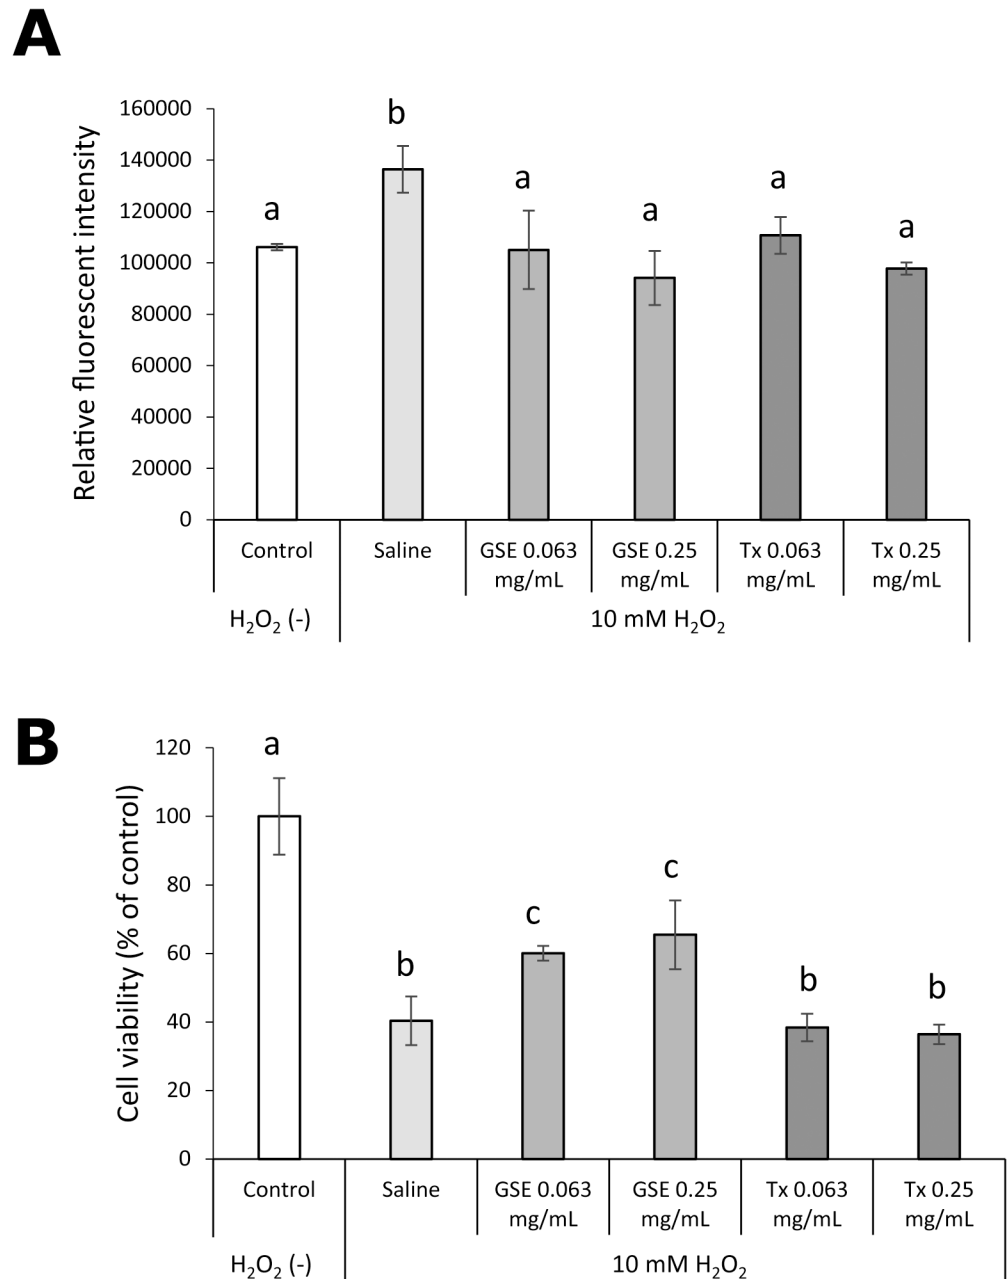 A
Relative fluorescent intensity
160000
140000
120000
100000
80000
60000
40000
20000
0
a
b
a
a
a
a
Control
Saline
GSE 0.063
mg/mL
GSE 0.25
mg/mL
Tx 0.063
mg/mL
Tx 0.25
mg/mL
H₂O₂ (-)
10 mM H₂O₂
B
Cell viability (% of control)
120
100
80
60
40
20
0
a
b
c
c
b
b
Control
Saline
GSE 0.063
mg/mL
GSE 0.25
mg/mL
Tx 0.063
mg/mL
Tx 0.25
mg/mL
H₂O₂ (-)
10 mM H₂O₂